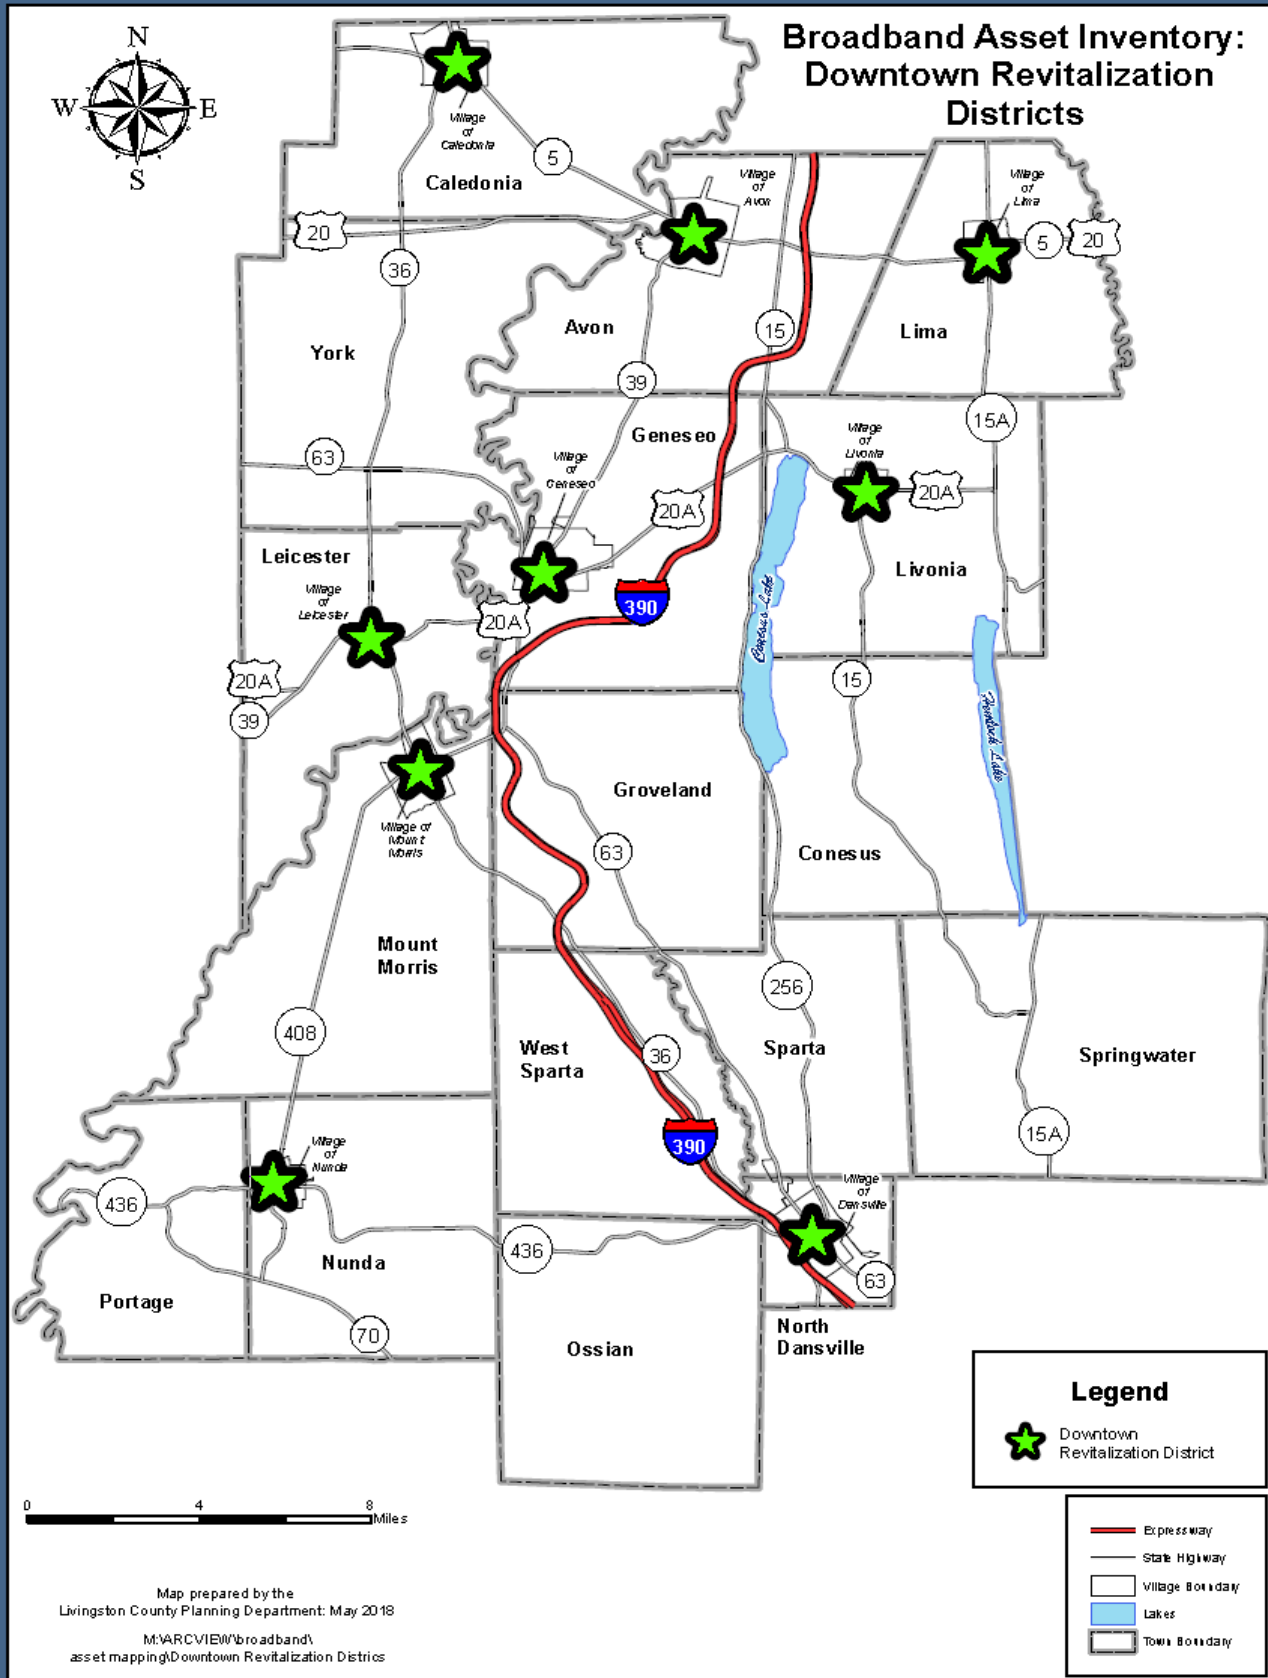 Broadband Asset Inventory:
Downtown Revitalization
Districts
N
W
E
S
Village
of
Caledonia
5
Caledonia
Village
of
Avon
Village
of
Lima
20
36
5
20
15
Avon
Lima
York
39
15A
Geneseo
Village
of
Livonia
63
Village
of
Geneseo
20A
20A
Leicester
Livonia
Village
of
Leicester
390
20A
Conesus Lake
20A
15
39
Hemlock Lake
Groveland
Village of
Mount
Morris
63
Conesus
Mount
Morris
256
408
36
West
Sparta
Sparta
Springwater
15A
390
Village
of
Nunda
Village
of
Dansville
436
436
Nunda
63
Portage
70
North
Dansville
Ossian
Legend
Downtown
Revitalization District
0 4 8
Miles
Expressway
State Highway
Village Boundary
Lakes
Town Boundary
Map prepared by the
Livingston County Planning Department: May 2018
M:\ARCVIEW\broadband\
asset mapping\Downtown Revitalization Districs